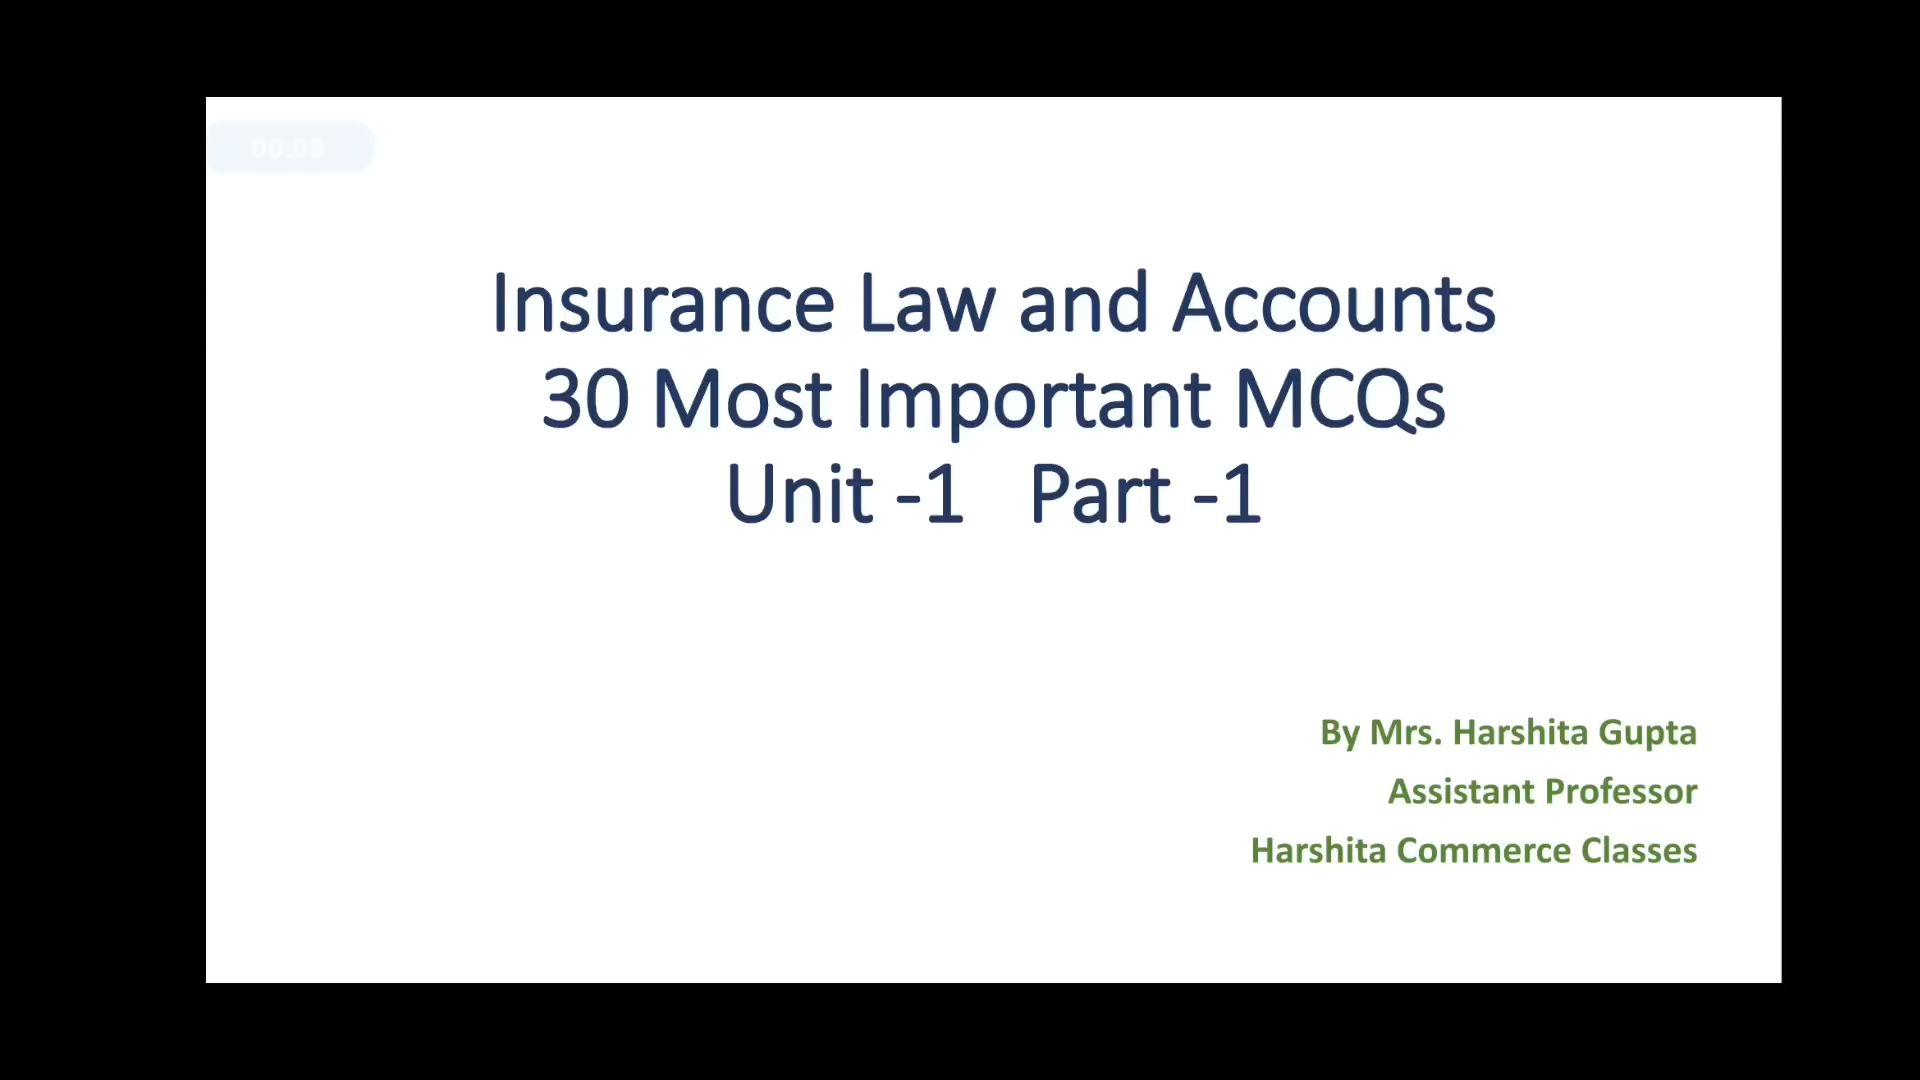 Insurance Law and Accounts
30 Most Important MCQs
Unit -1 Part -1
By Mrs. Harshita Gupta
Assistant Professor
Harshita Commerce Classes